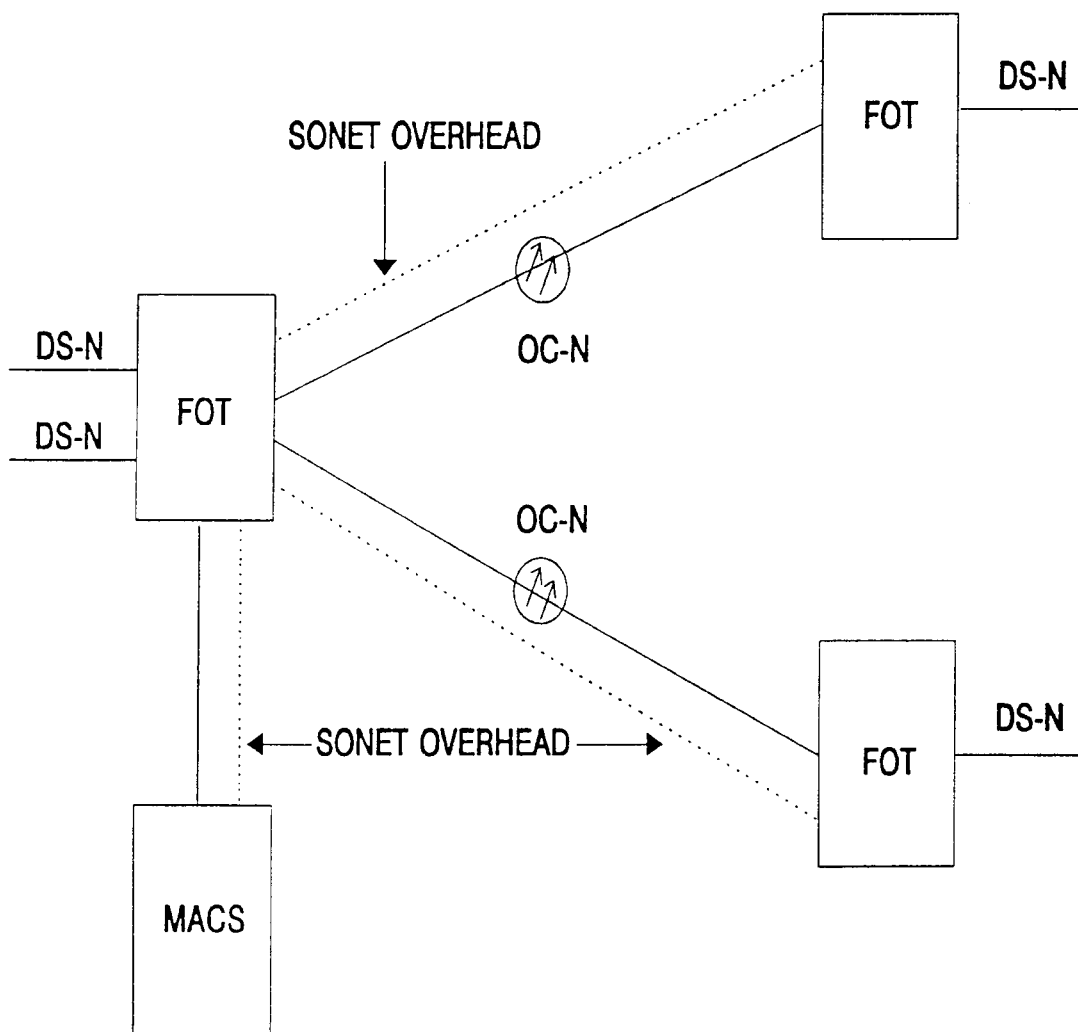 DS-N
FOT
SONET OVERHEAD
OC-N
DS-N
FOT
DS-N
OC-N
SONET OVERHEAD
DS-N
FOT
MACS